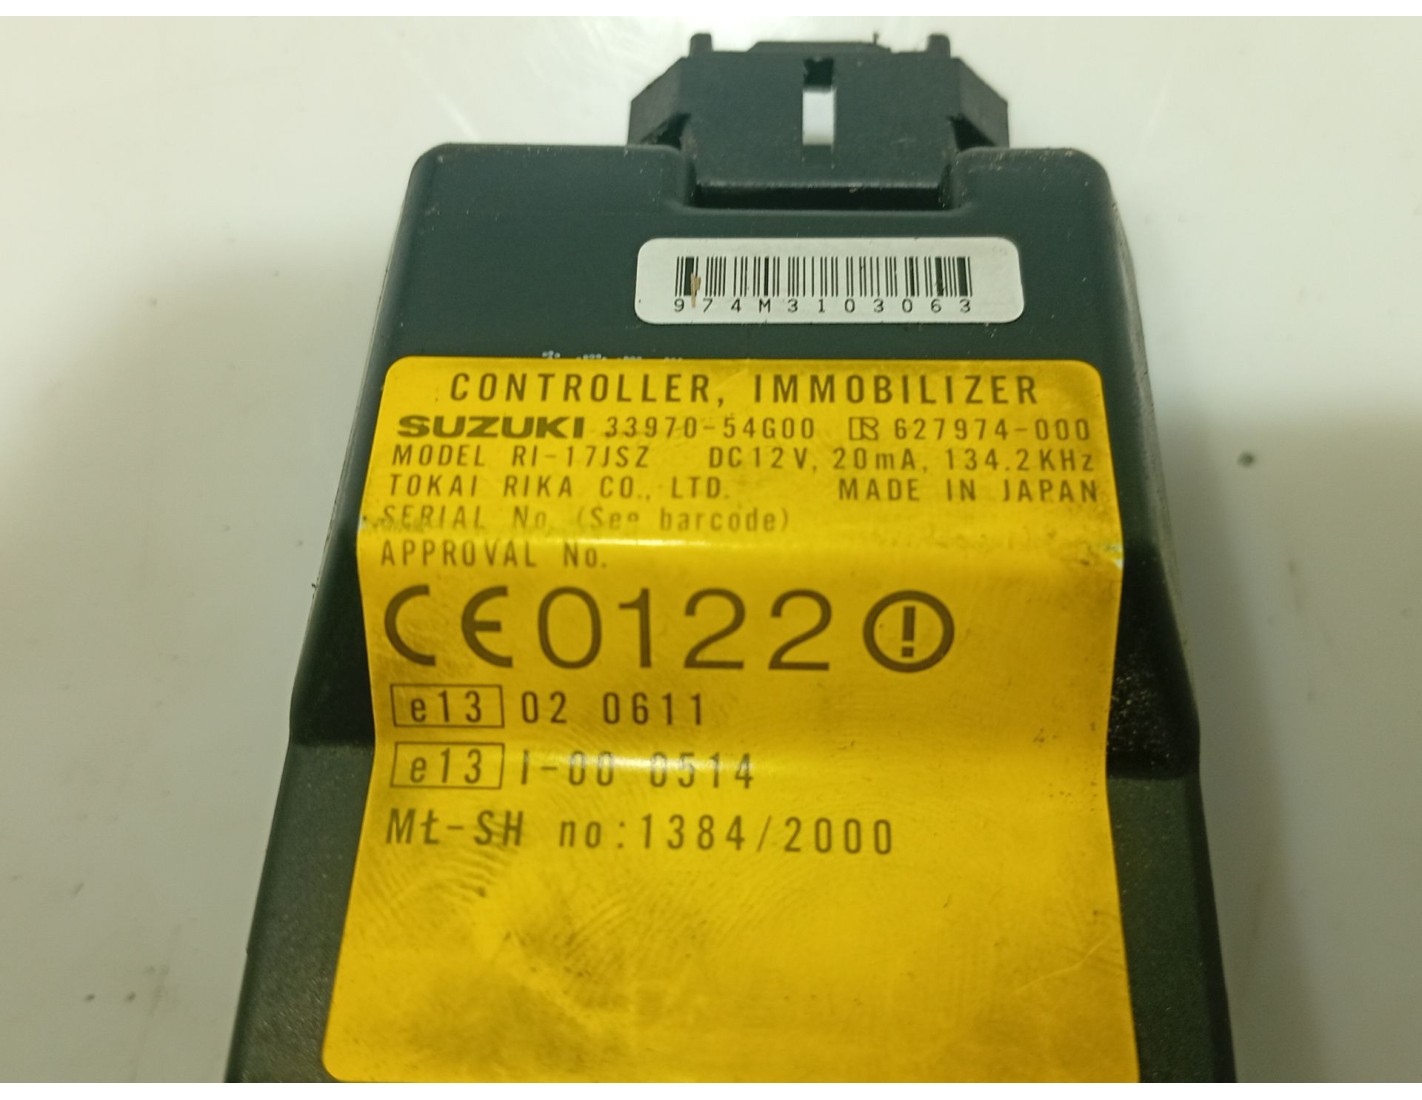 974M3103063
CONTROLLER, IMMOBILIZER
SUZUKI 33970-54G00 R 627974-000
MODEL RI-17JSZ DC12V, 20mA, 134.2KHz
TOKAI RIKA CO., LTD. MADE IN JAPAN
SERIAL No. (See barcode)
APPROVAL No.
CE0122 !
e13 02 0611
e13 I-00 0514
MŁ-SH no:1384/2000